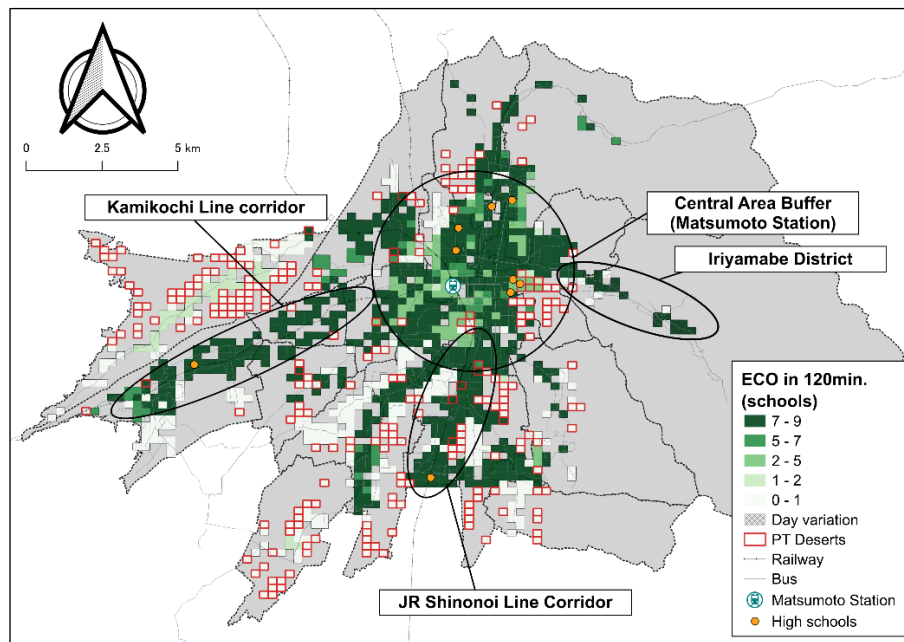 0
2.5
5 km
Kamikochi Line corridor
Central Area Buffer
(Matsumoto Station)
Iriyamabe District
JR Shinonoi Line Corridor
ECO in 120min.
(schools)
7 - 9
5 - 7
2 - 5
1 - 2
0 - 1
Day variation
PT Deserts
Railway
Bus
Matsumoto Station
High schools